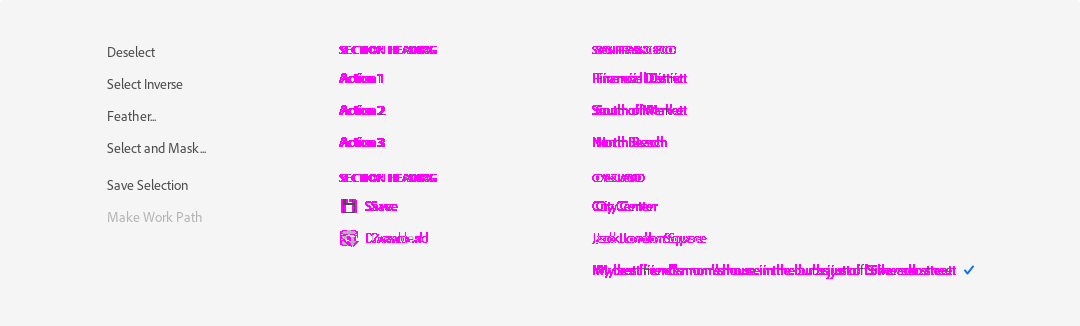 Deselect
Select Inverse
Feather...
Select and Mask...
Save Selection
Make Work Path
SECTION HEADING
Action 1
Action 2
Action 3
SECTION HEADING
Save
Download
SAN FRANCISCO
Financial District
South of Market
North Beach
OAKLAND
City Center
Jack London Square
My best friend's mom's house in the burbs just off Silverado street